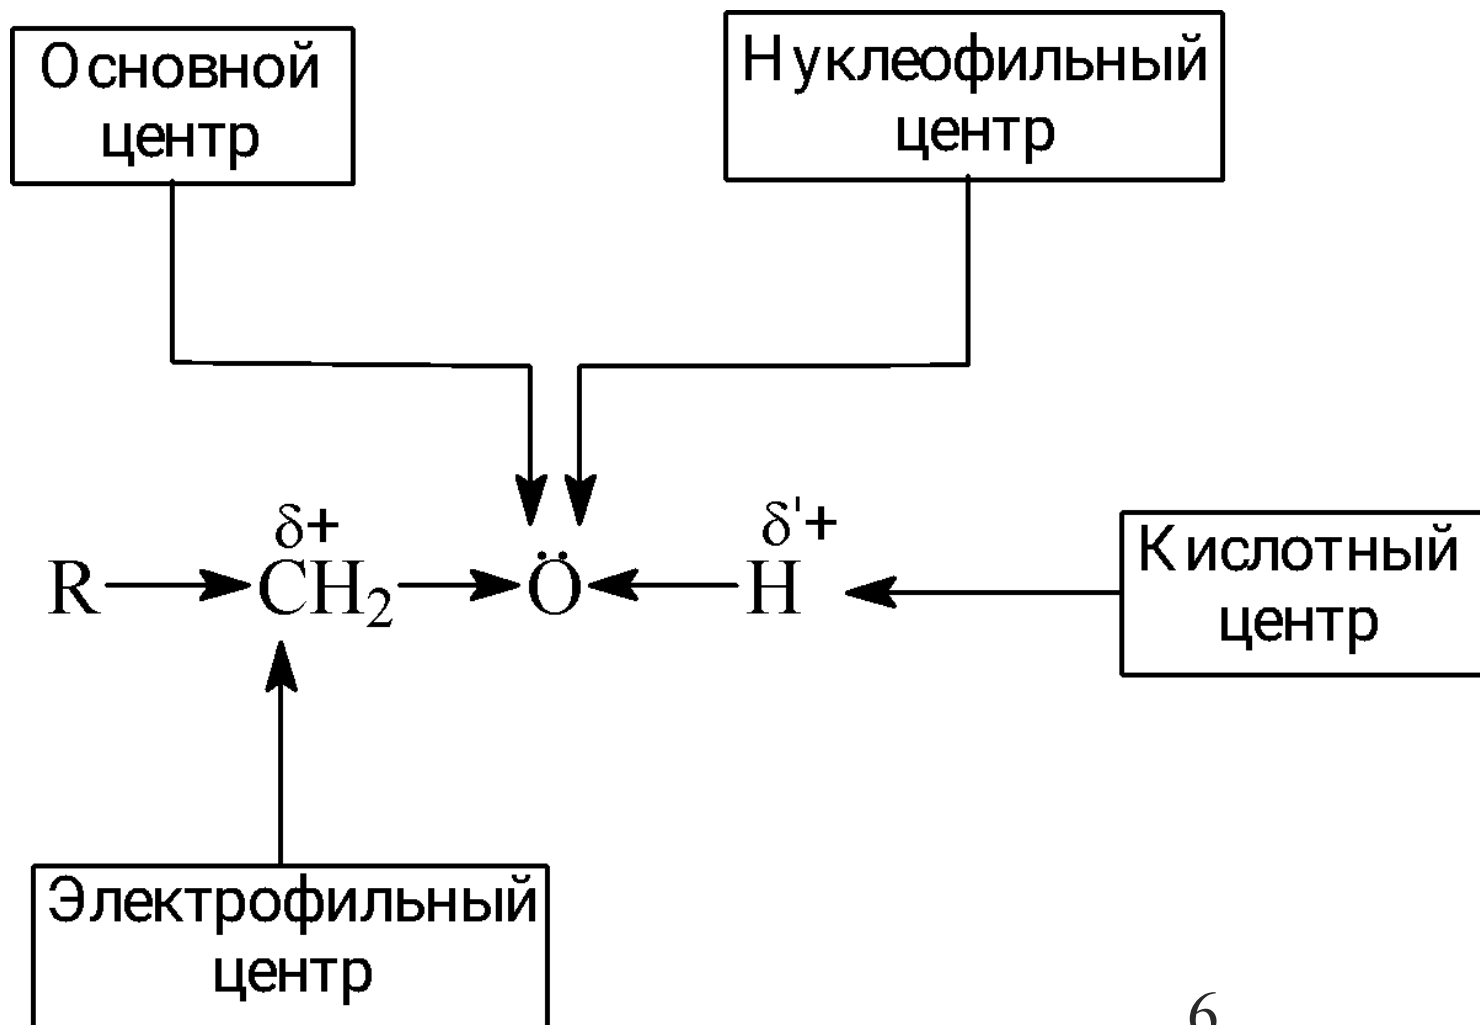 Основной
центр
Нуклеофильный
центр
δ+
δ'+
R CH₂ Ö H
Кислотный
центр
Электрофильный
центр
6